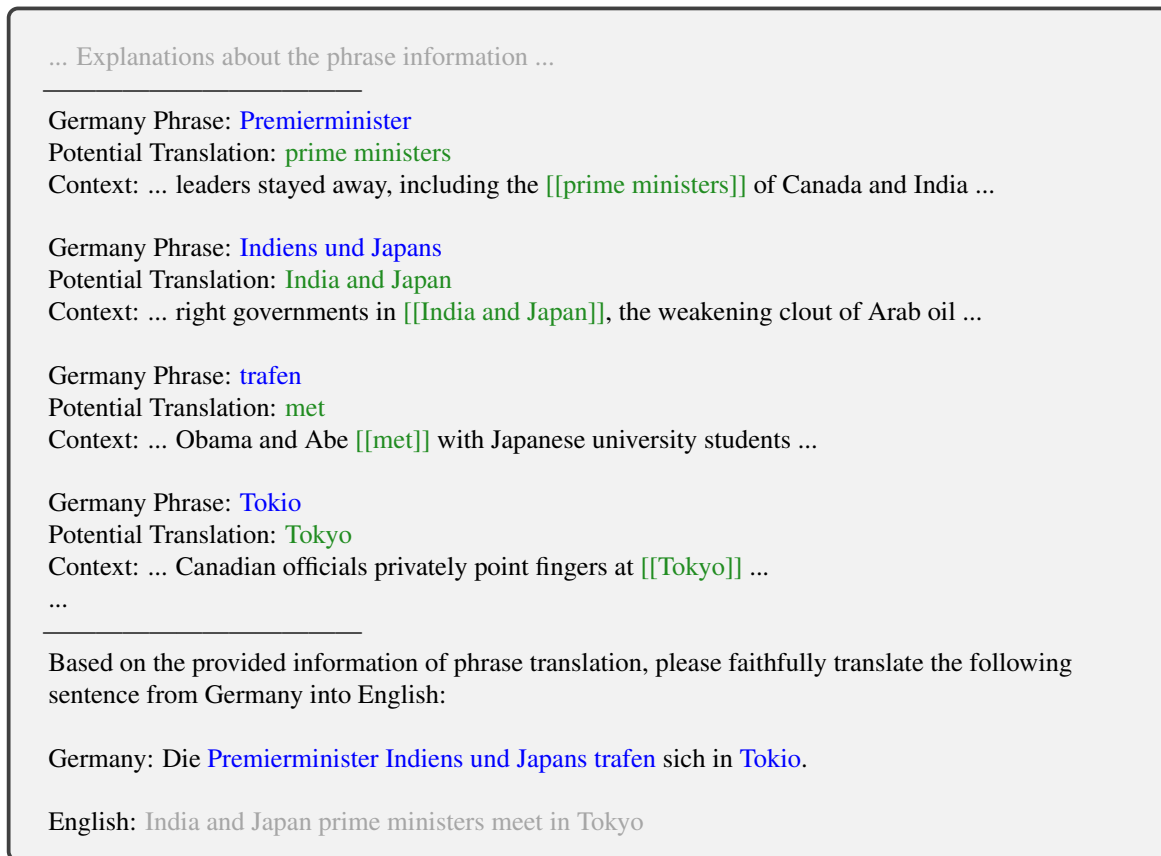 ... Explanations about the phrase information ...
Germany Phrase: Premierminister
Potential Translation: prime ministers
Context: ... leaders stayed away, including the [[prime ministers]] of Canada and India ...
Germany Phrase: Indiens und Japans
Potential Translation: India and Japan
Context: ... right governments in [[India and Japan]], the weakening clout of Arab oil ...
Germany Phrase: trafen
Potential Translation: met
Context: ... Obama and Abe [[met]] with Japanese university students ...
Germany Phrase: Tokio
Potential Translation: Tokyo
Context: ... Canadian officials privately point fingers at [[Tokyo]] ...
...
Based on the provided information of phrase translation, please faithfully translate the following
sentence from Germany into English:
Germany: Die Premierminister Indiens und Japans trafen sich in Tokio.
English: India and Japan prime ministers meet in Tokyo